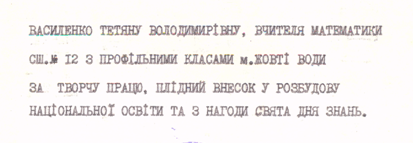 ВАСИЛЕНКО ТЕТЯНУ ВОЛОДИМИРІВНУ, ВЧИТЕЛЯ МАТЕМАТИКИ
СШ.№ 12 З ПРОФІЛЬНИМИ КЛАСАМИ м.ЖОВТІ ВОДИ
ЗА ТВОРЧУ ПРАЦЮ, ПЛІДНИЙ ВНЕСОК У РОЗБУДОВУ
НАЦІОНАЛЬНОЇ ОСВІТИ ТА З НАГОДИ СВЯТА ДНЯ ЗНАНЬ.